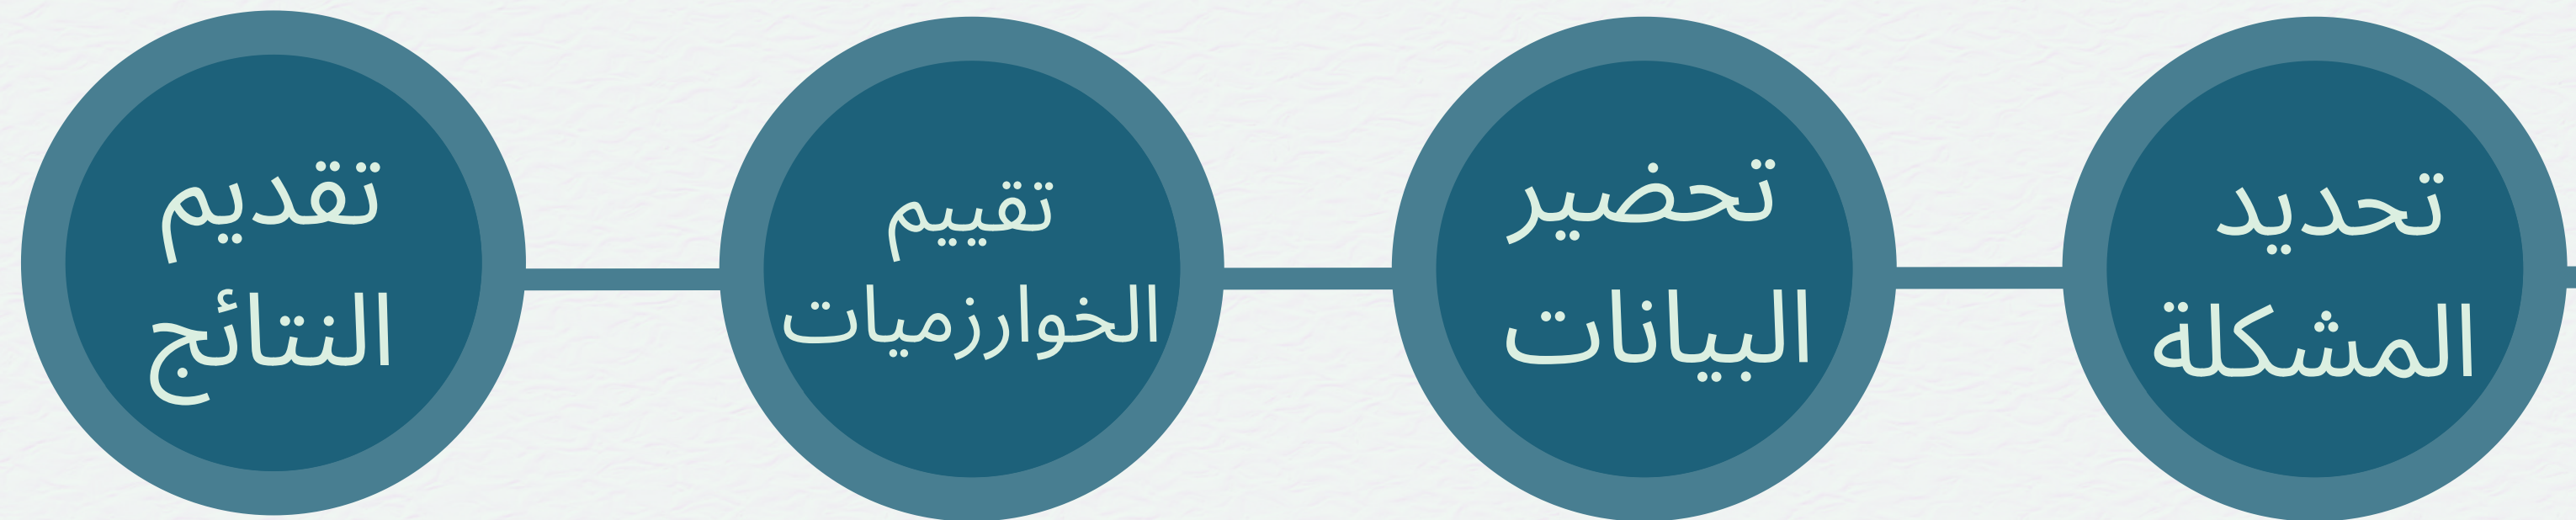 تحديد
المشكلة
تحضير
البيانات
تقييم
الخوارزميات
تقديم
النتائج